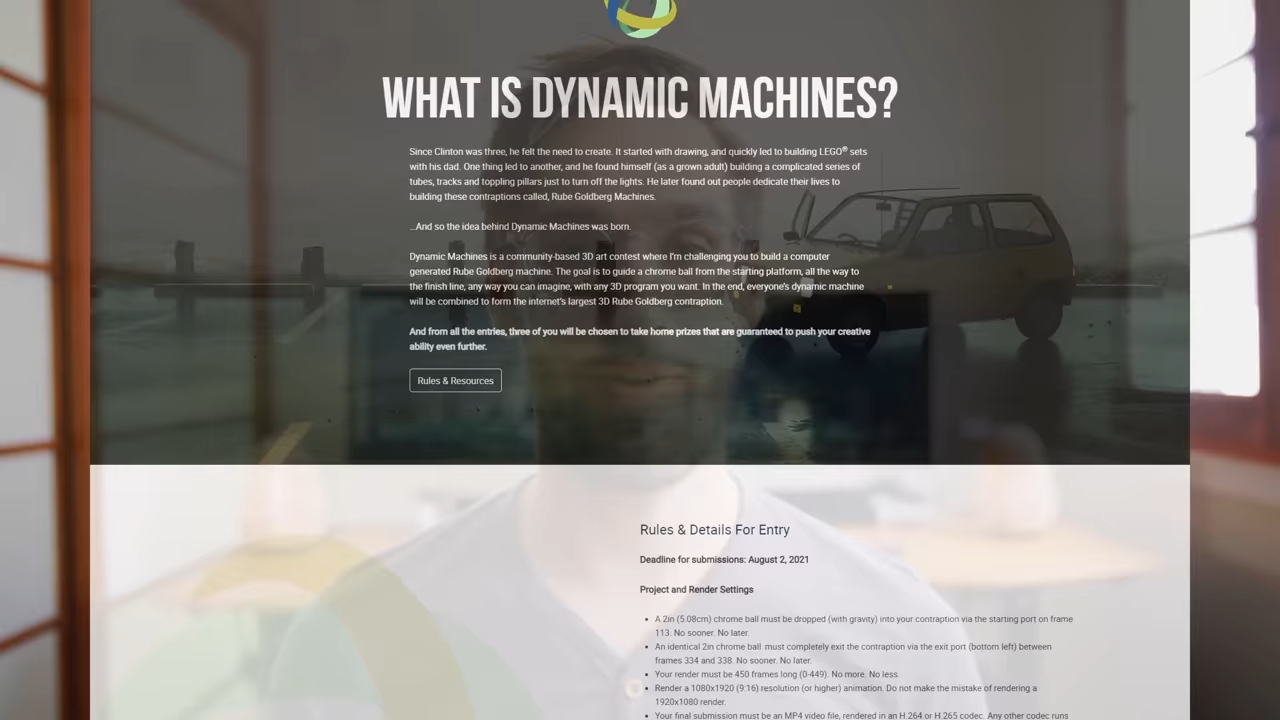 WHAT IS DYNAMIC MACHINES?
Since Clinton was three, he felt the need to create. It started with drawing, and quickly led to building LEGO® sets
with his dad. One thing led to another, and he found himself (as a grown adult) building a complicated series of
tubes, tracks and toppling pillars just to turn off the lights. He later found out people dedicate their lives to
building these contraptions called, Rube Goldberg Machines.
...And so the idea behind Dynamic Machines was born.
Dynamic Machines is a community-based 3D art contest where I'm challenging you to build a computer
generated Rube Goldberg machine. The goal is to guide a chrome ball from the starting platform, all the way to
the finish line, any way you can imagine, with any 3D program you want. In the end, everyone's dynamic machine
will be combined to form the internet's largest 3D Rube Goldberg contraption.
And from all the entries, three of you will be chosen to take home prizes that are guaranteed to push your creative
ability even further.
Rules & Resources
Rules & Details For Entry
Deadline for submissions: August 2, 2021
Project and Render Settings
• A 2in (5.08cm) chrome ball must be dropped (with gravity) into your contraption via the starting port on frame
113. No sooner. No later.
• An identical 2in chrome ball must completely exit the contraption via the exit port (bottom left) between
frames 334 and 338. No sooner. No later.
• Your render must be 450 frames long (0-449). No more. No less.
• Render a 1080x1920 (9:16) resolution (or higher) animation. Do not make the mistake of rendering a
1920x1080 render.
• Your final submission must be an MP4 video file, rendered in an H.264 or H.265 codec. Any other codec runs